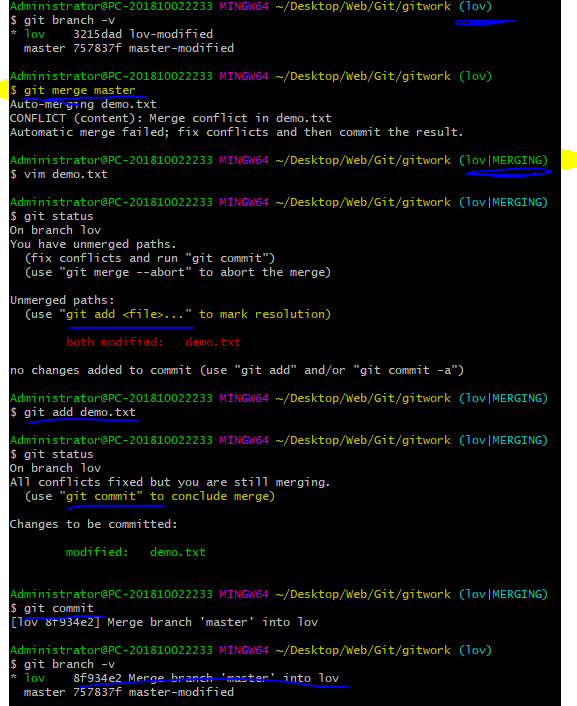 Administrator@PC-201810022233 MINGW64 ~/Desktop/Web/Git/gitwork (lov)
$ git branch -v
* lov    3215dad lov-modified
  master 757837f master-modified
Administrator@PC-201810022233 MINGW64 ~/Desktop/Web/Git/gitwork (lov)
$ git merge master
Auto-merging demo.txt
CONFLICT (content): Merge conflict in demo.txt
Automatic merge failed; fix conflicts and then commit the result.
Administrator@PC-201810022233 MINGW64 ~/Desktop/Web/Git/gitwork (lov|MERGING)
$ vim demo.txt
Administrator@PC-201810022233 MINGW64 ~/Desktop/Web/Git/gitwork (lov|MERGING)
$ git status
On branch lov
You have unmerged paths.
  (fix conflicts and run "git commit")
  (use "git merge --abort" to abort the merge)
Unmerged paths:
  (use "git add <file>..." to mark resolution)
        both modified:   demo.txt
no changes added to commit (use "git add" and/or "git commit -a")
Administrator@PC-201810022233 MINGW64 ~/Desktop/Web/Git/gitwork (lov|MERGING)
$ git add demo.txt
Administrator@PC-201810022233 MINGW64 ~/Desktop/Web/Git/gitwork (lov|MERGING)
$ git status
On branch lov
All conflicts fixed but you are still merging.
  (use "git commit" to conclude merge)
Changes to be committed:
        modified:   demo.txt
Administrator@PC-201810022233 MINGW64 ~/Desktop/Web/Git/gitwork (lov|MERGING)
$ git commit
[lov 8f934e2] Merge branch 'master' into lov
Administrator@PC-201810022233 MINGW64 ~/Desktop/Web/Git/gitwork (lov)
$ git branch -v
* lov    8f934e2 Merge branch 'master' into lov
  master 757837f master-modified